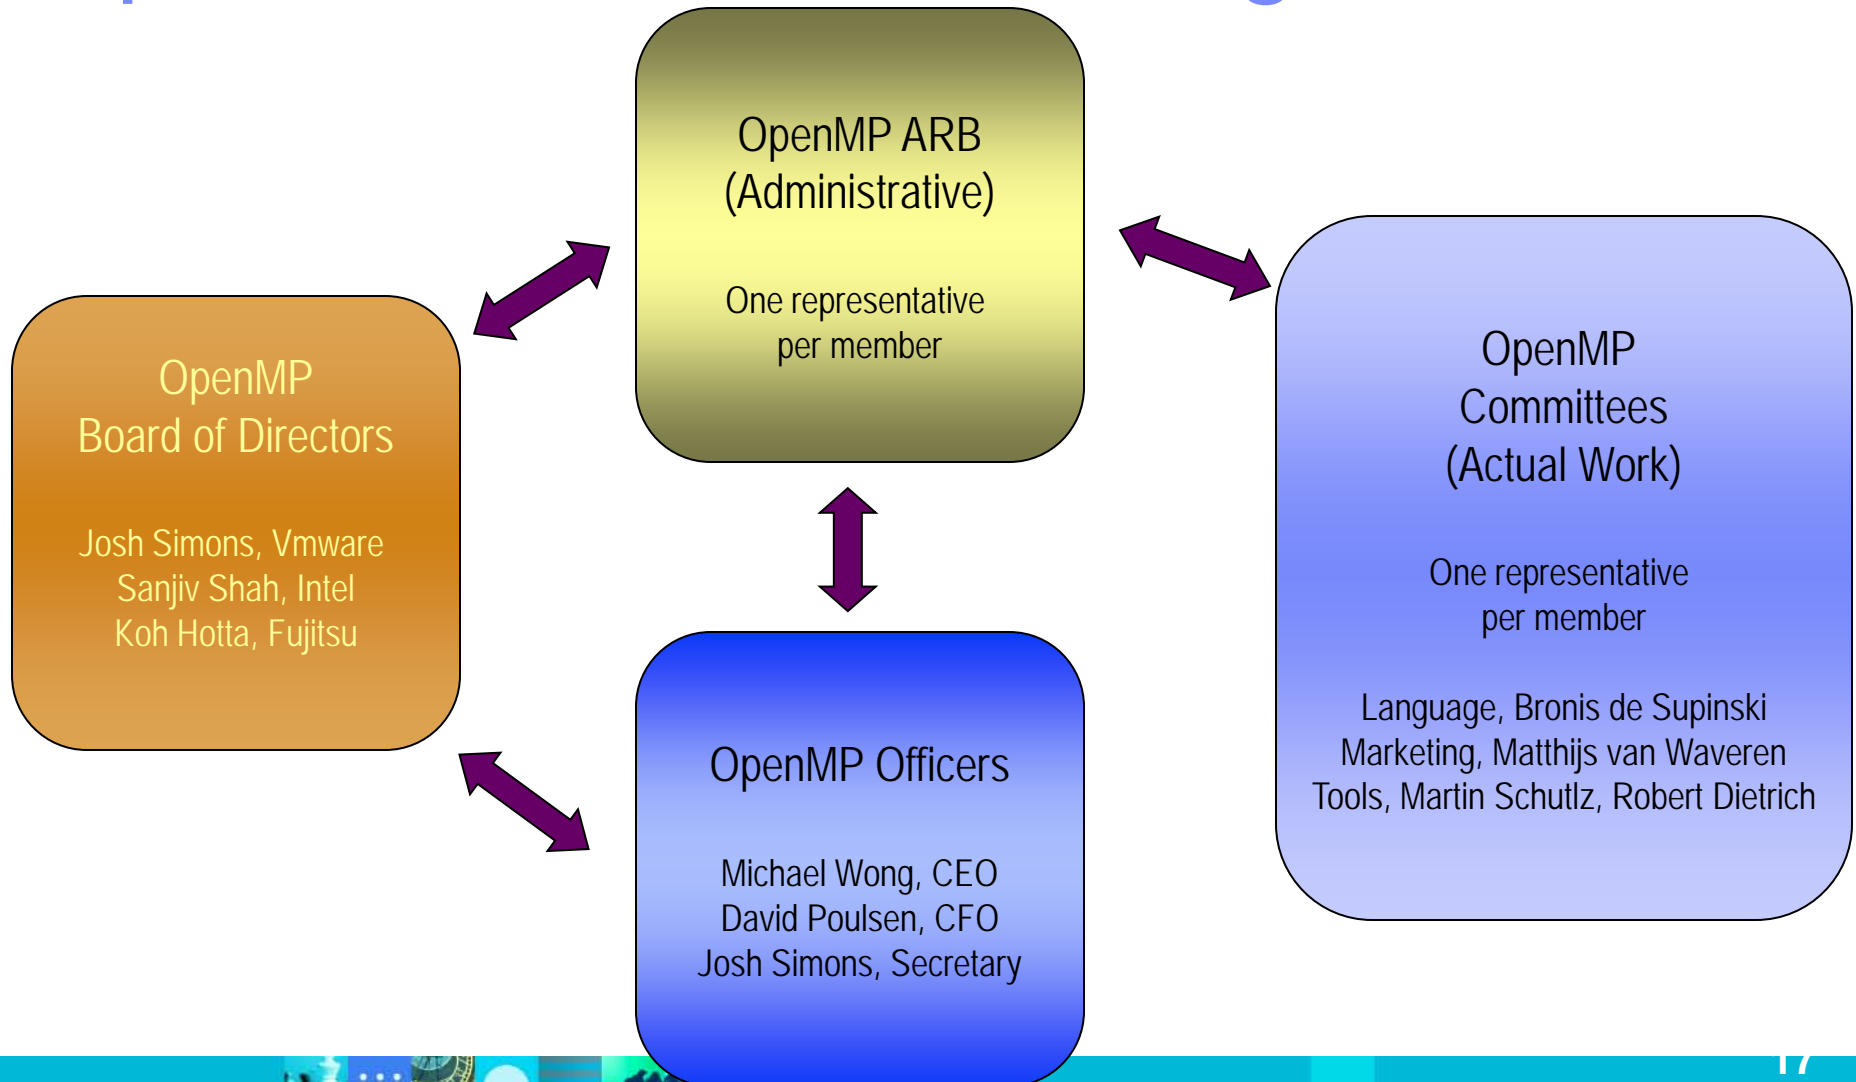 OpenMP ARB
(Administrative)
One representative
per member
OpenMP
Board of Directors
Josh Simons, Vmware
Sanjiv Shah, Intel
Koh Hotta, Fujitsu
OpenMP
Committees
(Actual Work)
One representative
per member
Language, Bronis de Supinski
Marketing, Matthijs van Waveren
Tools, Martin Schutlz, Robert Dietrich
OpenMP Officers
Michael Wong, CEO
David Poulsen, CFO
Josh Simons, Secretary
17